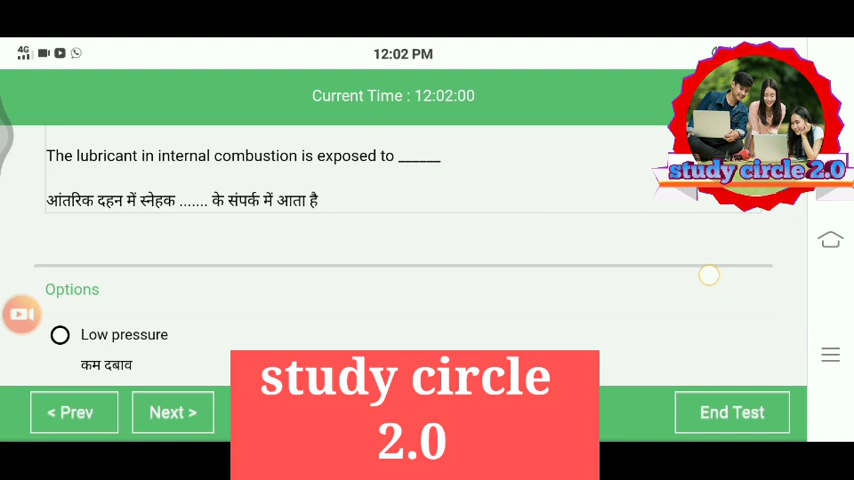 4G
12:02 PM
Current Time : 12:02:00
The lubricant in internal combustion is exposed to ______
आंतरिक दहन में स्नेहक ....... के संपर्क में आता है
study circle 2.0
Options
Low pressure
कम दबाव
< Prev
Next >
End Test
study circle
2.0